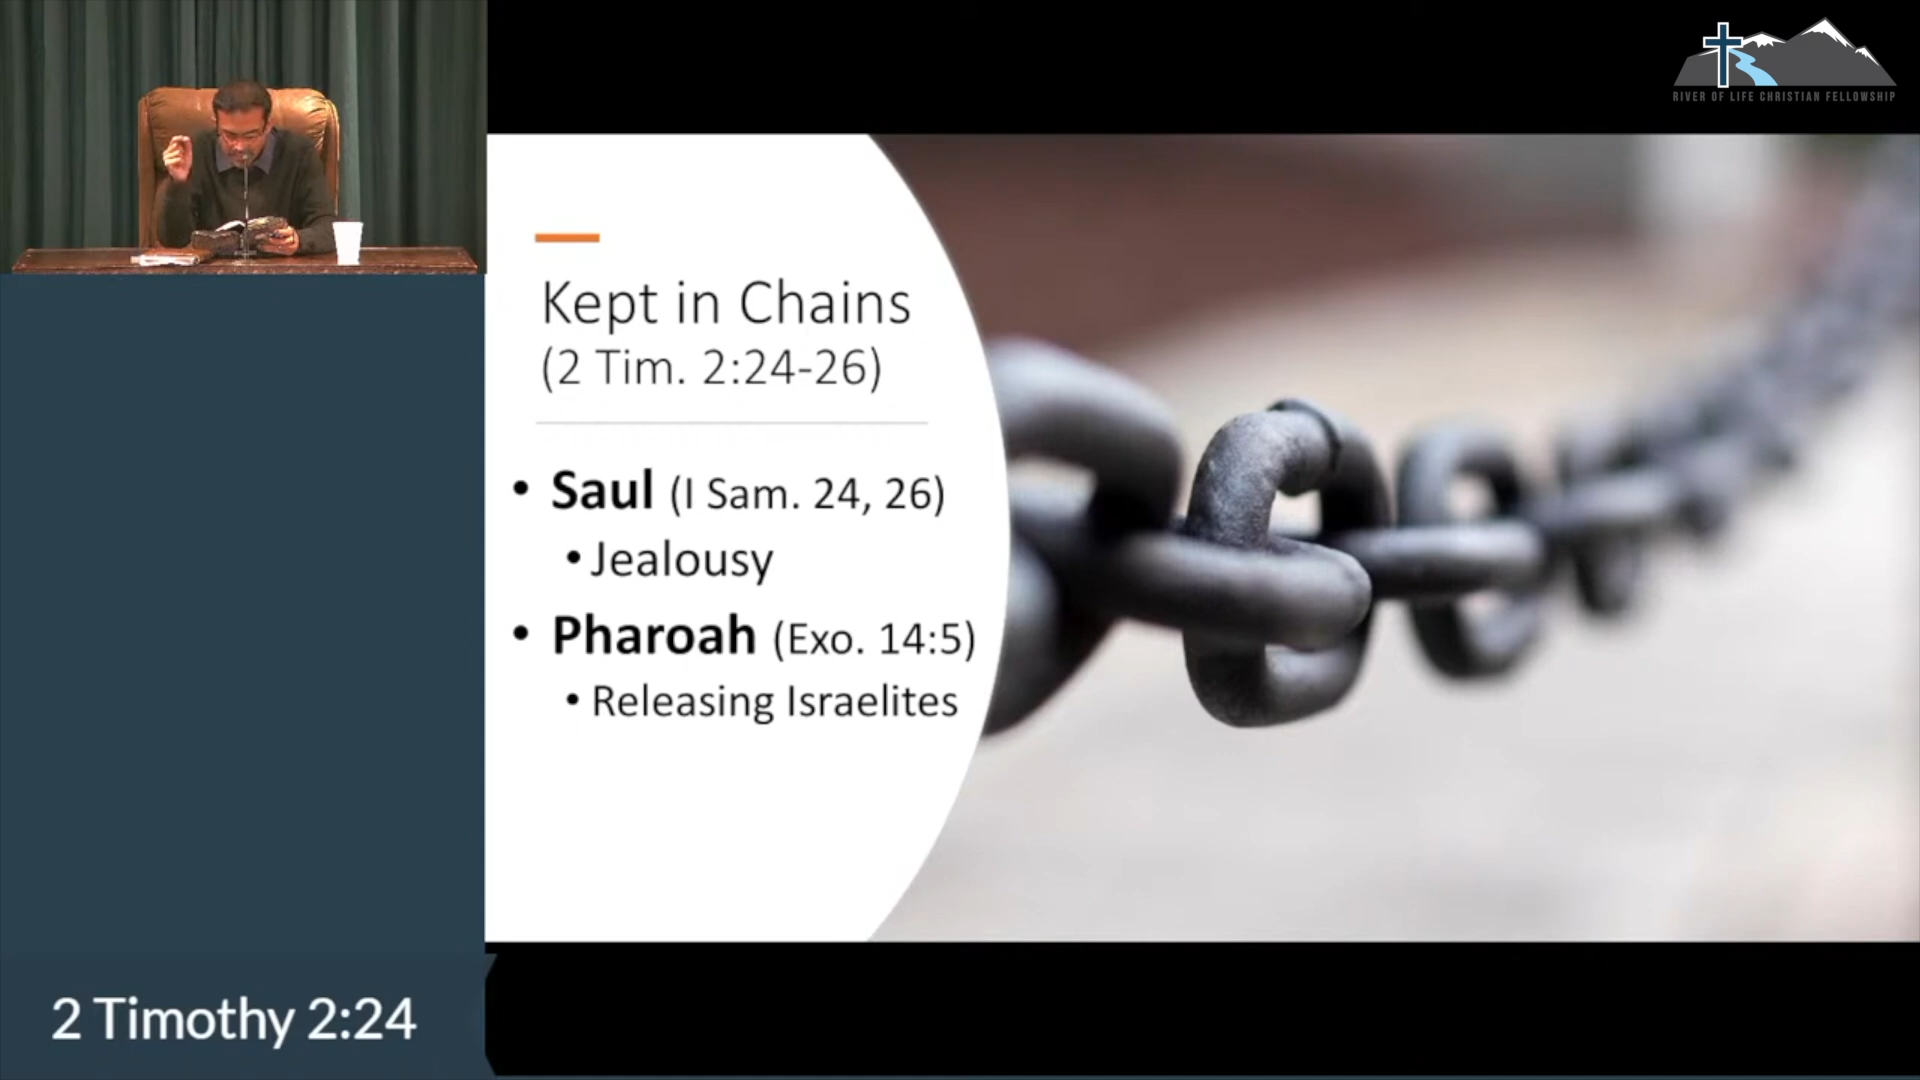 RIVER OF LIFE CHRISTIAN FELLOWSHIP
Kept in Chains
(2 Tim. 2:24-26)
• Saul (I Sam. 24, 26)
• Jealousy
• Pharoah (Exo. 14:5)
• Releasing Israelites
2 Timothy 2:24